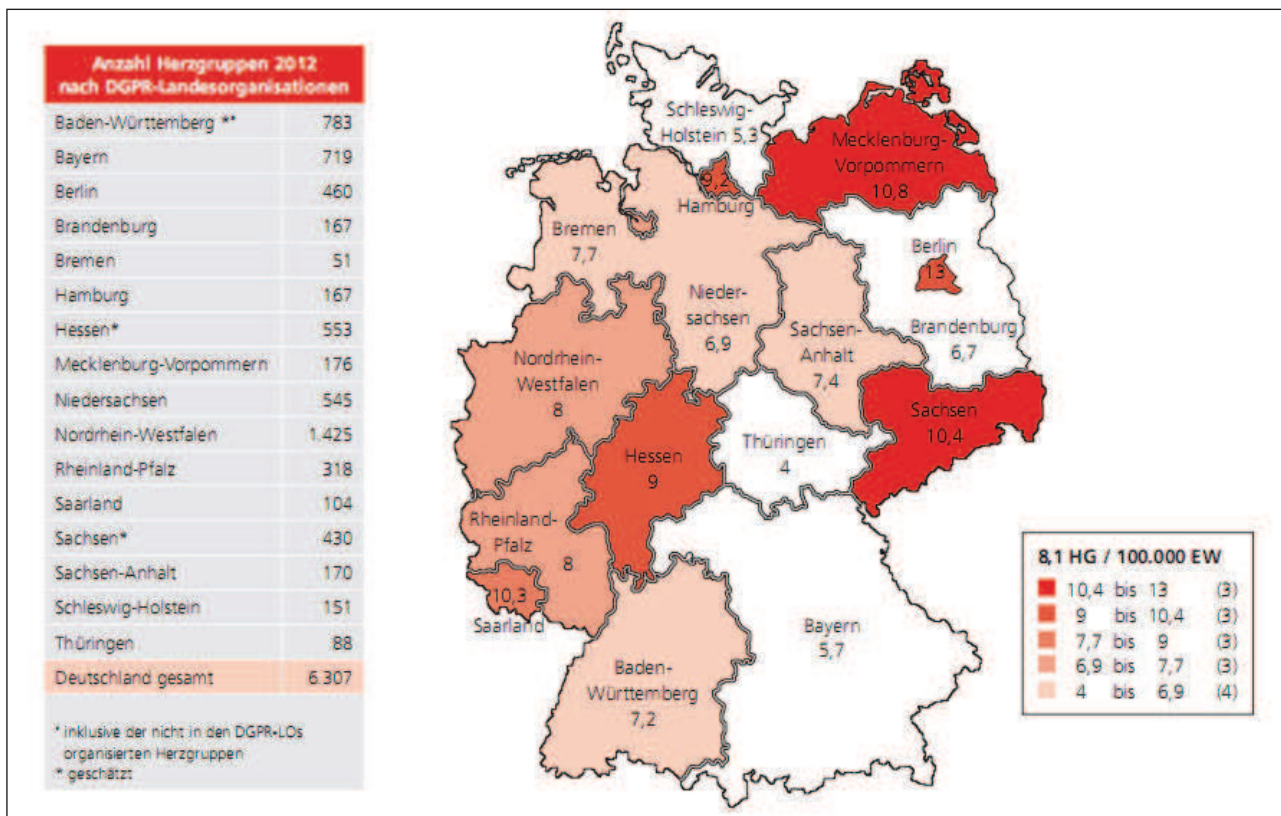 Anzahl Herzgruppen 2012
nach DGPR-Landesorganisationen
Baden-Württemberg ** 783
Bayern 719
Berlin 460
Brandenburg 167
Bremen 51
Hamburg 167
Hessen* 553
Mecklenburg-Vorpommern 176
Niedersachsen 545
Nordrhein-Westfalen 1.425
Rheinland-Pfalz 318
Saarland 104
Sachsen* 430
Sachsen-Anhalt 170
Schleswig-Holstein 151
Thüringen 88
Deutschland gesamt 6.307
* inklusive der nicht in den DGPR-LOs
organisierten Herzgruppen
* geschätzt
Schleswig-
Holstein 5,3
Mecklenburg-
Vorpommern
10,8
9,2
Hamburg
Bremen
7,7
Berlin
13
Nieder-
sachsen
6,9
Sachsen-
Anhalt
7,4
Brandenburg
6,7
Nordrhein-
Westfalen
8
Sachsen
10,4
Hessen
9
Thüringen
4
Rheinland-
Pfalz
8
10,3
Saarland
Bayern
5,7
Baden-
Württemberg
7,2
8,1 HG / 100.000 EW
10,4 bis 13 (3)
9 bis 10,4 (3)
7,7 bis 9 (3)
6,9 bis 7,7 (3)
4 bis 6,9 (4)